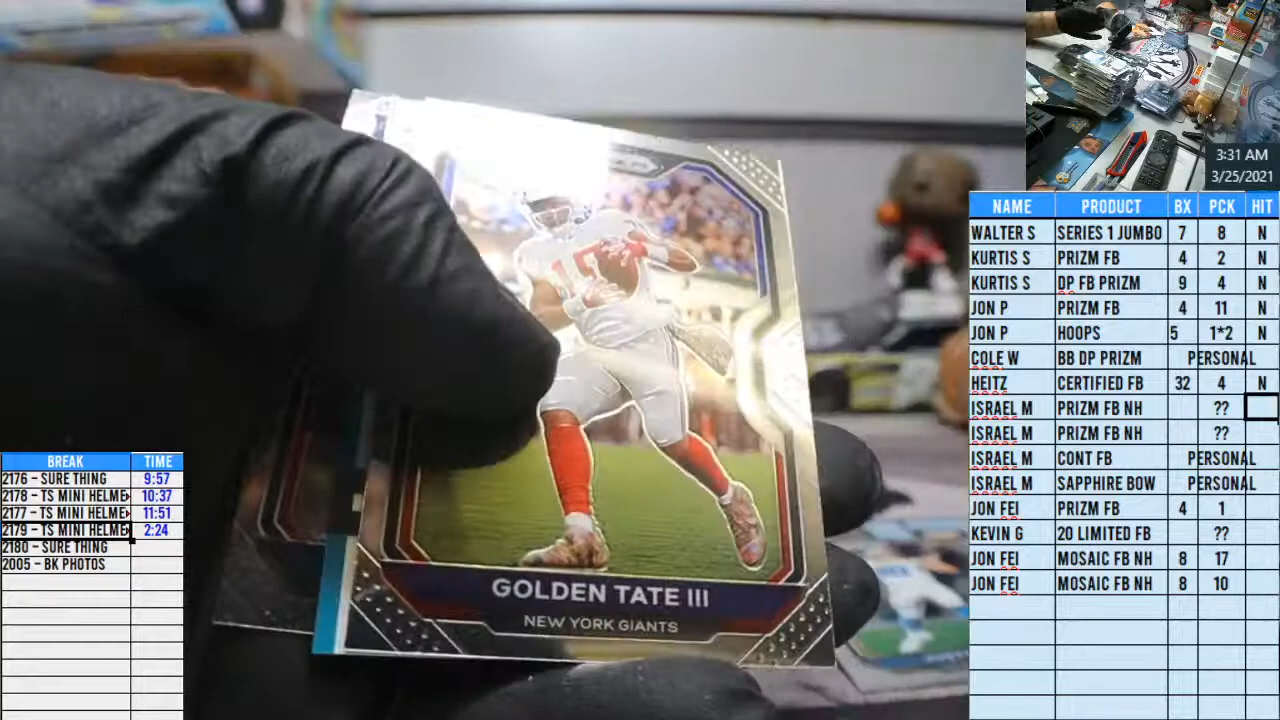 3:31 AM
3/25/2021
PRIZM
15
GOLDEN TATE III
NEW YORK GIANTS
BREAK TIME
2176 - SURE THING 9:57
2178 - TS MINI HELME 10:37
2177 - TS MINI HELME 11:51
2179 - TS MINI HELME 2:24
2180 - SURE THING
2005 - BK PHOTOS
NAME PRODUCT BX PCK HIT
WALTER S SERIES 1 JUMBO 7 8 N
KURTIS S PRIZM FB 4 2 N
KURTIS S DP FB PRIZM 9 4 N
JON P PRIZM FB 4 11 N
JON P HOOPS 5 1*2 N
COLE W BB DP PRIZM PERSONAL
HEITZ CERTIFIED FB 32 4 N
ISRAEL M PRIZM FB NH ??
ISRAEL M PRIZM FB NH ??
ISRAEL M CONT FB PERSONAL
ISRAEL M SAPPHIRE BOW PERSONAL
JON FEI PRIZM FB 4 1
KEVIN G 20 LIMITED FB ??
JON FEI MOSAIC FB NH 8 17
JON FEI MOSAIC FB NH 8 10